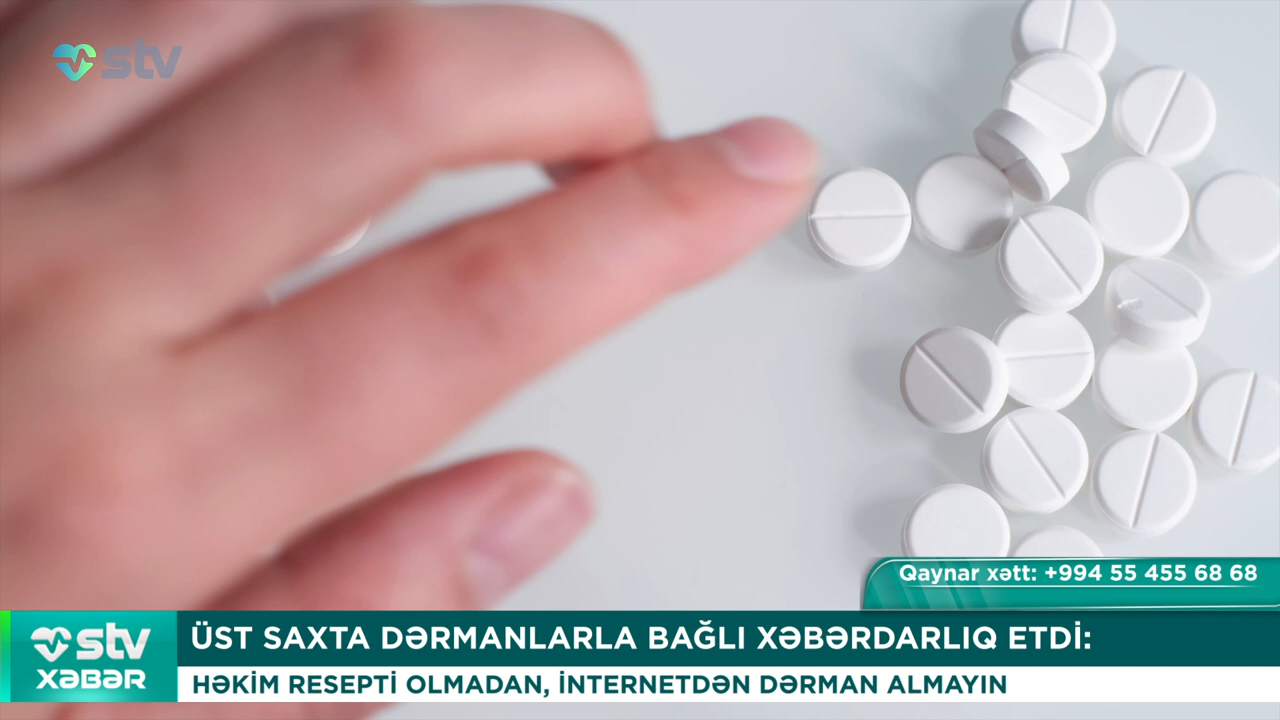 stv
Qaynar xətt: +994 55 455 68 68
stv
XƏBƏR
ÜST SAXTA DƏRMANLARLA BAĞLI XƏBƏRDARLIQ ETDİ:
HƏKİM RESEPTİ OLMADAN, İNTERNETDƏN DƏRMAN ALMAYIN